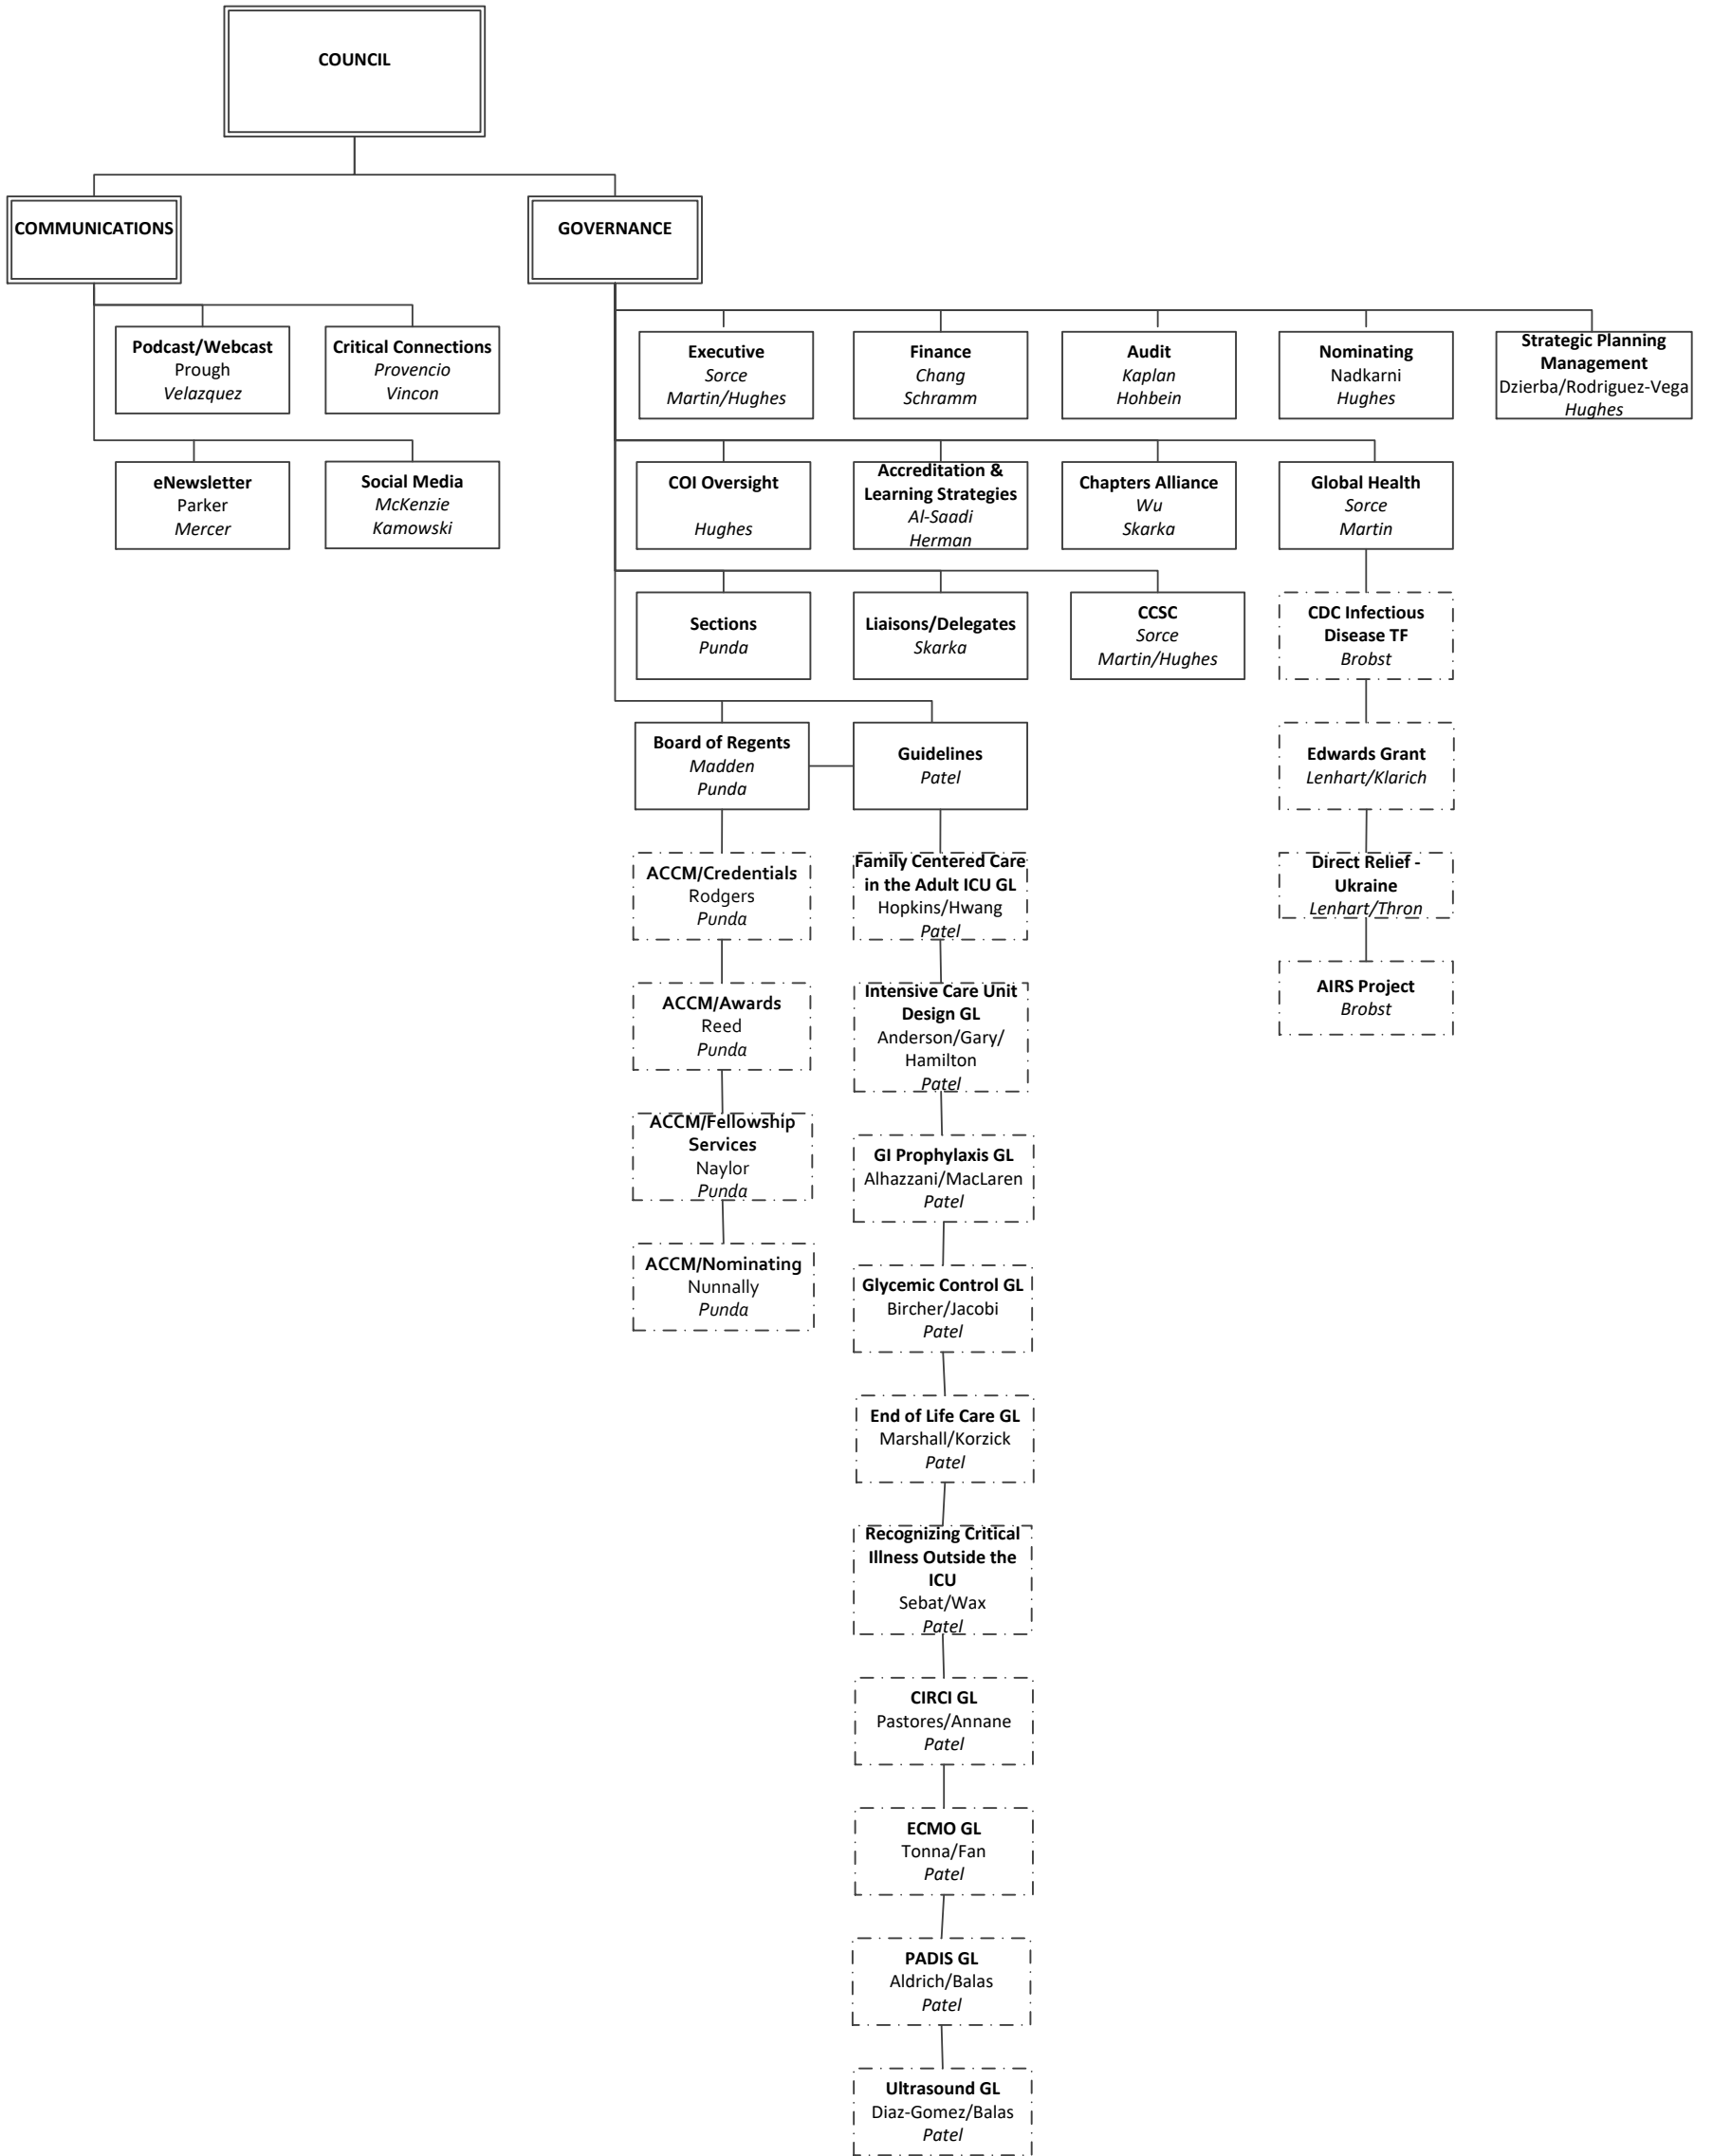 COUNCIL
COMMUNICATIONS
GOVERNANCE
Podcast/Webcast
Prough
Velazquez
Critical Connections
Provencio
Vincon
Executive
Sorce
Martin/Hughes
Finance
Chang
Schramm
Audit
Kaplan
Hohbein
Nominating
Nadkarni
Hughes
Strategic Planning
Management
Dzierba/Rodriguez-Vega
Hughes
eNewsletter
Parker
Mercer
Social Media
McKenzie
Kamowski
COI Oversight
Hughes
Accreditation &
Learning Strategies
Al-Saadi
Herman
Chapters Alliance
Wu
Skarka
Global Health
Sorce
Martin
Sections
Punda
Liaisons/Delegates
Skarka
CCSC
Sorce
Martin/Hughes
CDC Infectious
Disease TF
Brobst
Board of Regents
Madden
Punda
Guidelines
Patel
Edwards Grant
Lenhart/Klarich
ACCM/Credentials
Rodgers
Punda
Family Centered Care
in the Adult ICU GL
Hopkins/Hwang
Patel
Direct Relief -
Ukraine
Lenhart/Thron
ACCM/Awards
Reed
Punda
Intensive Care Unit
Design GL
Anderson/Gary/
Hamilton
Patel
AIRS Project
Brobst
ACCM/Fellowship
Services
Naylor
Punda
GI Prophylaxis GL
Alhazzani/MacLaren
Patel
ACCM/Nominating
Nunnally
Punda
Glycemic Control GL
Bircher/Jacobi
Patel
End of Life Care GL
Marshall/Korzick
Patel
Recognizing Critical
Illness Outside the
ICU
Sebat/Wax
Patel
CIRCI GL
Pastores/Annane
Patel
ECMO GL
Tonna/Fan
Patel
PADIS GL
Aldrich/Balas
Patel
Ultrasound GL
Diaz-Gomez/Balas
Patel